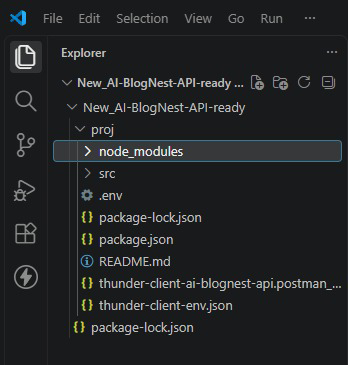 File Edit Selection View Go Run ...
Explorer ...
New_AI-BlogNest-API-ready ...
New_AI-BlogNest-API-ready
proj
node_modules
src
.env
package-lock.json
package.json
README.md
thunder-client-ai-blognest-api.postman_...
thunder-client-env.json
package-lock.json